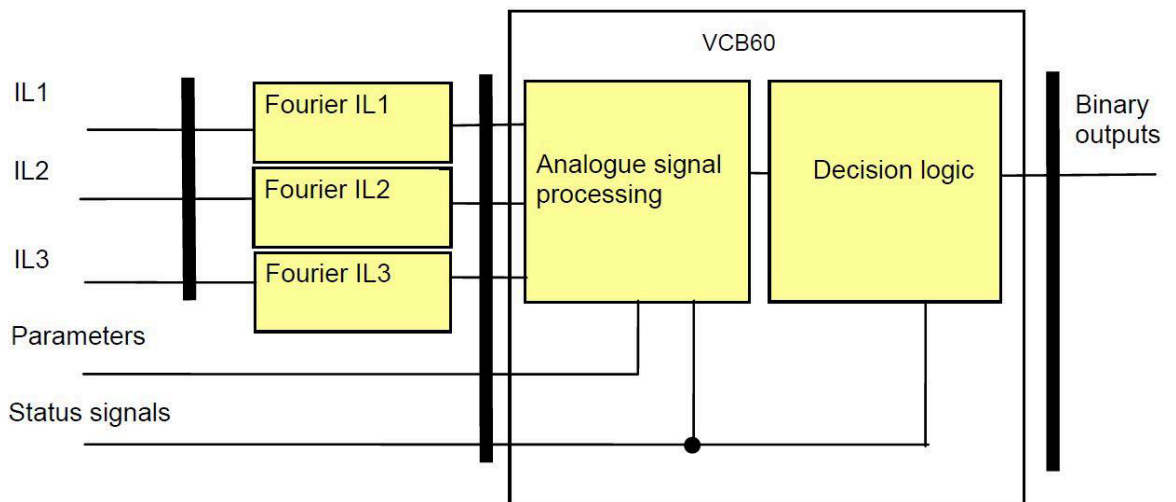 VCB60
IL1
Fourier IL1
Binary
outputs
IL2
Fourier IL2
Analogue signal
processing
Decision logic
IL3
Fourier IL3
Parameters
Status signals